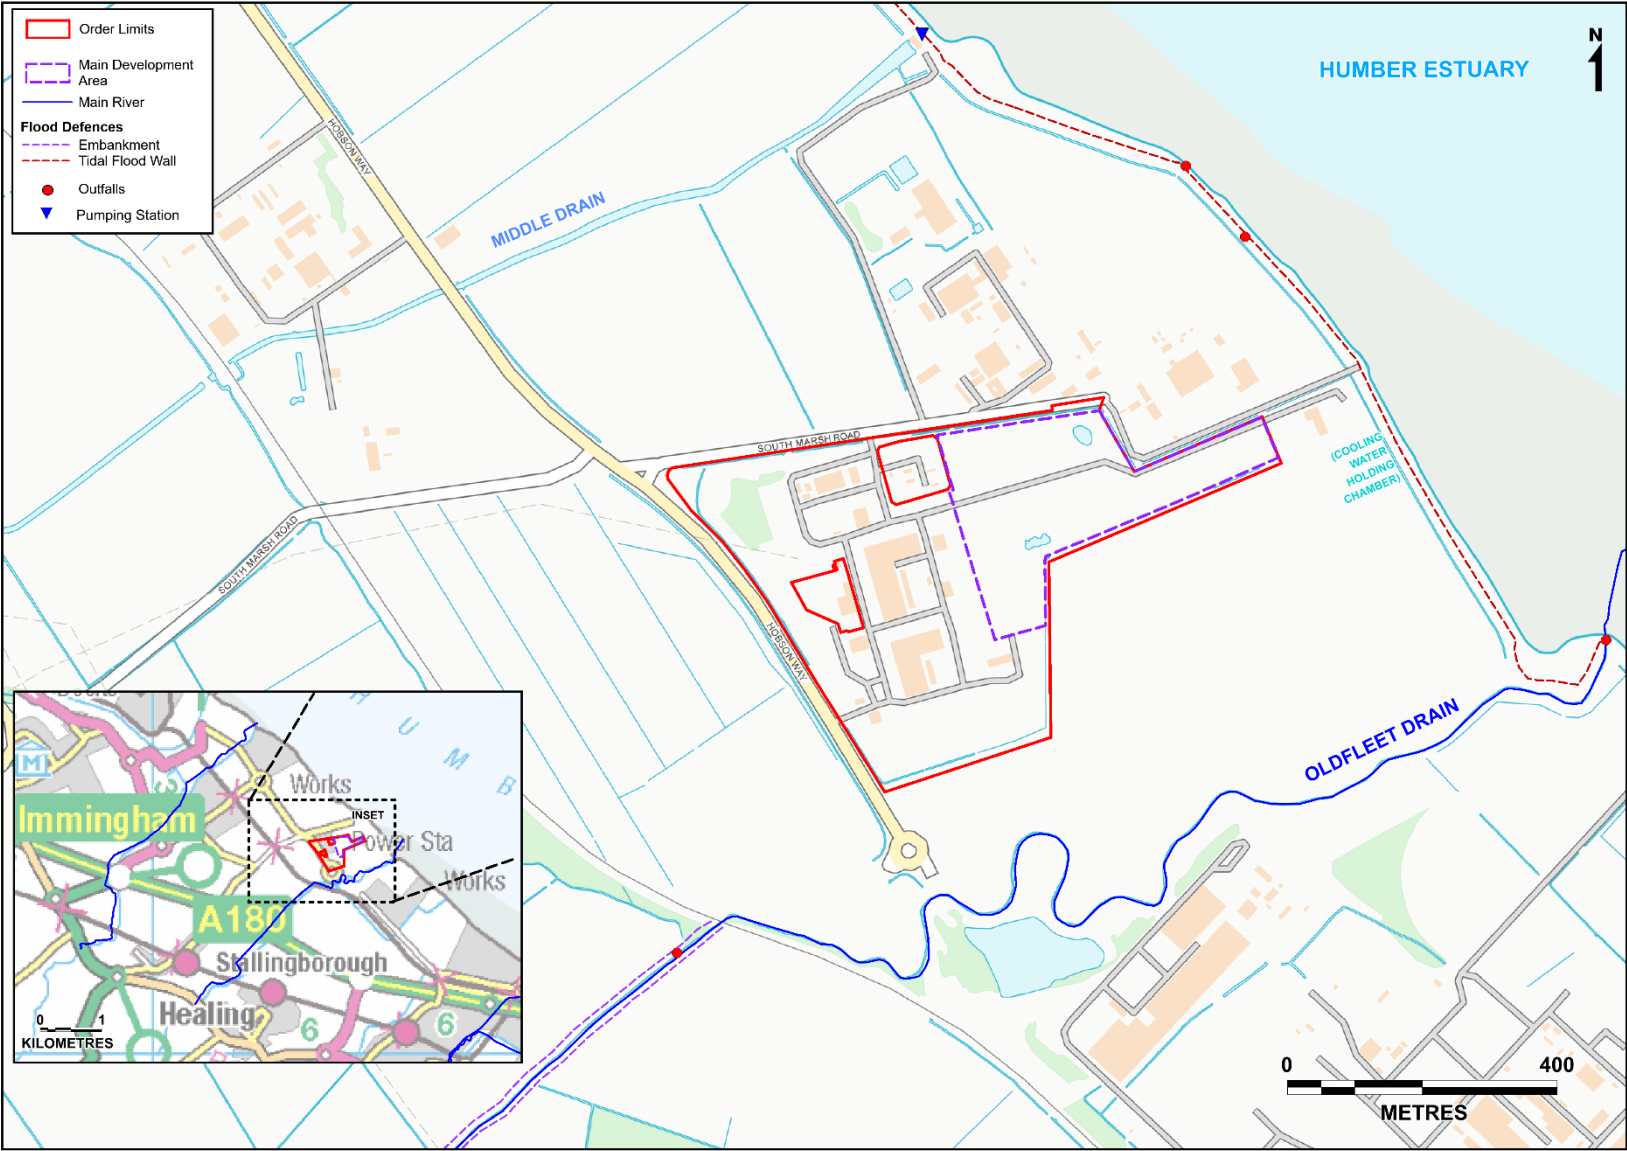 Order Limits
Main Development
Area
Main River
Flood Defences
Embankment
Tidal Flood Wall
Outfalls
Pumping Station
N
HUMBER ESTUARY
HOBSON WAY
MIDDLE DRAIN
SOUTH MARSH ROAD
(COOLING
WATER
HOLDING
CHAMBER)
SOUTH MARSH ROAD
HOBSON WAY
OLDFLEET DRAIN
H U M B
M
Works
Immingham
INSET
Power Sta
Works
A180
Stallingborough
Healing
6
6
0 1
KILOMETRES
0 400
METRES